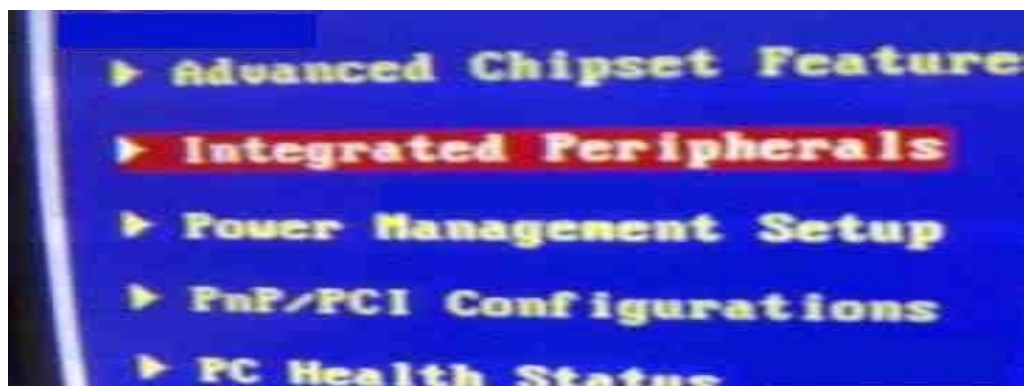 Advanced Chipset Feature
Integrated Peripherals
Power Management Setup
PnP/PCI Configurations
PC Health Status